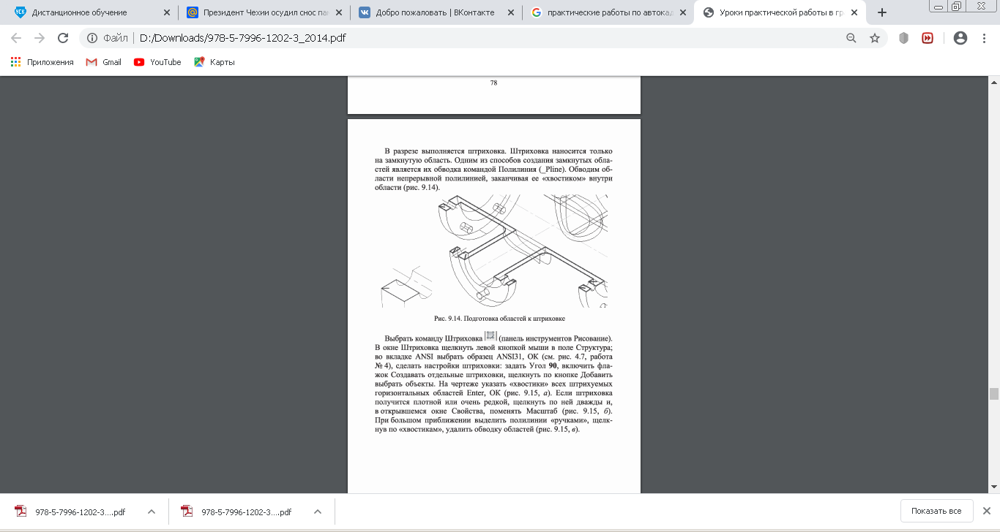 Дистанционное обучение
Президент Чехии осудил снос па
Добро пожаловать | ВКонтакте
практические работы по автокад
Уроки практической работы в гр
Файл
D:/Downloads/978-5-7996-1202-3_2014.pdf
Приложения
Gmail
YouTube
Карты
78
В разрезе выполняется штриховка. Штриховка наносится только
на замкнутую область. Одним из способов создания замкнутых обла-
стей является их обводка командой Полилиния (_Pline). Обводим об-
ласти непрерывной полилинией, заканчивая ее «хвостиком» внутри
области (рис. 9.14).
Рис. 9.14. Подготовка областей к штриховке
Выбрать команду Штриховка (панель инструментов Рисование).
В окне Штриховка щелкнуть левой кнопкой мыши в поле Структура;
во вкладке ANSI выбрать образец ANSI31, ОК (см. рис. 4.7, работа
№ 4), сделать настройки штриховки: задать Угол 90, включить фла-
жок Создавать отдельные штриховки, щелкнуть по кнопке Добавить
выбрать объекты. На чертеже указать «хвостики» всех штрихуемых
горизонтальных областей Enter, ОК (рис. 9.15, а). Если штриховка
получится плотной или очень редкой, щелкнуть по ней дважды и,
в открывшемся окне Свойства, поменять Масштаб (рис. 9.15, б).
При большом приближении выделить полилинии «ручками», щелк-
нув по «хвостикам», удалить обводку областей (рис. 9.15, в).
978-5-7996-1202-3....pdf
978-5-7996-1202-3....pdf
Показать все